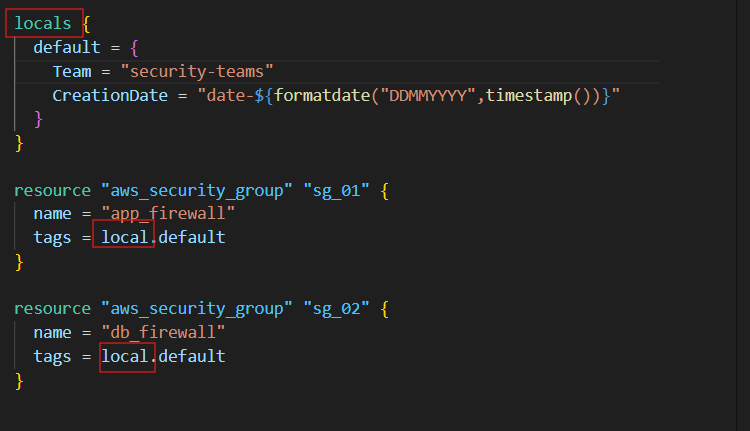 locals {
default = {
Team = "security-teams"
CreationDate = "date-${formatdate("DDMMYYYY",timestamp())}"
}
}
resource "aws_security_group" "sg_01" {
name = "app_firewall"
tags = local.default
}
resource "aws_security_group" "sg_02" {
name = "db_firewall"
tags = local.default
}